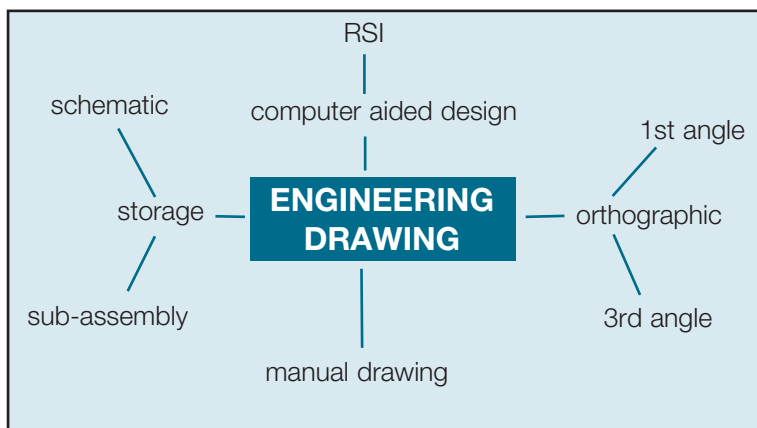 RSI
schematic
computer aided design
1st angle
storage
ENGINEERING
DRAWING
orthographic
sub-assembly
3rd angle
manual drawing